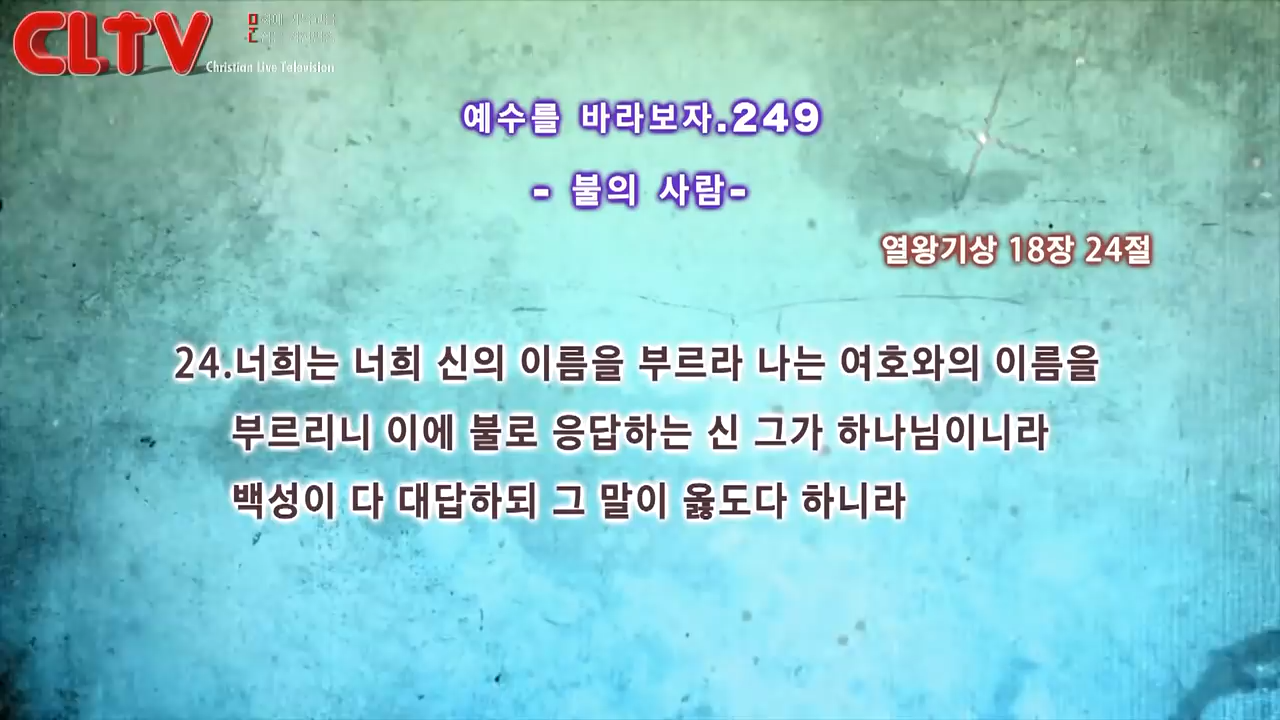 CLTV
Christian Live Television
예수를 바라보자.249
- 불의 사람-
열왕기상 18장 24절
24.너희는 너희 신의 이름을 부르라 나는 여호와의 이름을
부르리니 이에 불로 응답하는 신 그가 하나님이니라
백성이 다 대답하되 그 말이 옳도다 하니라